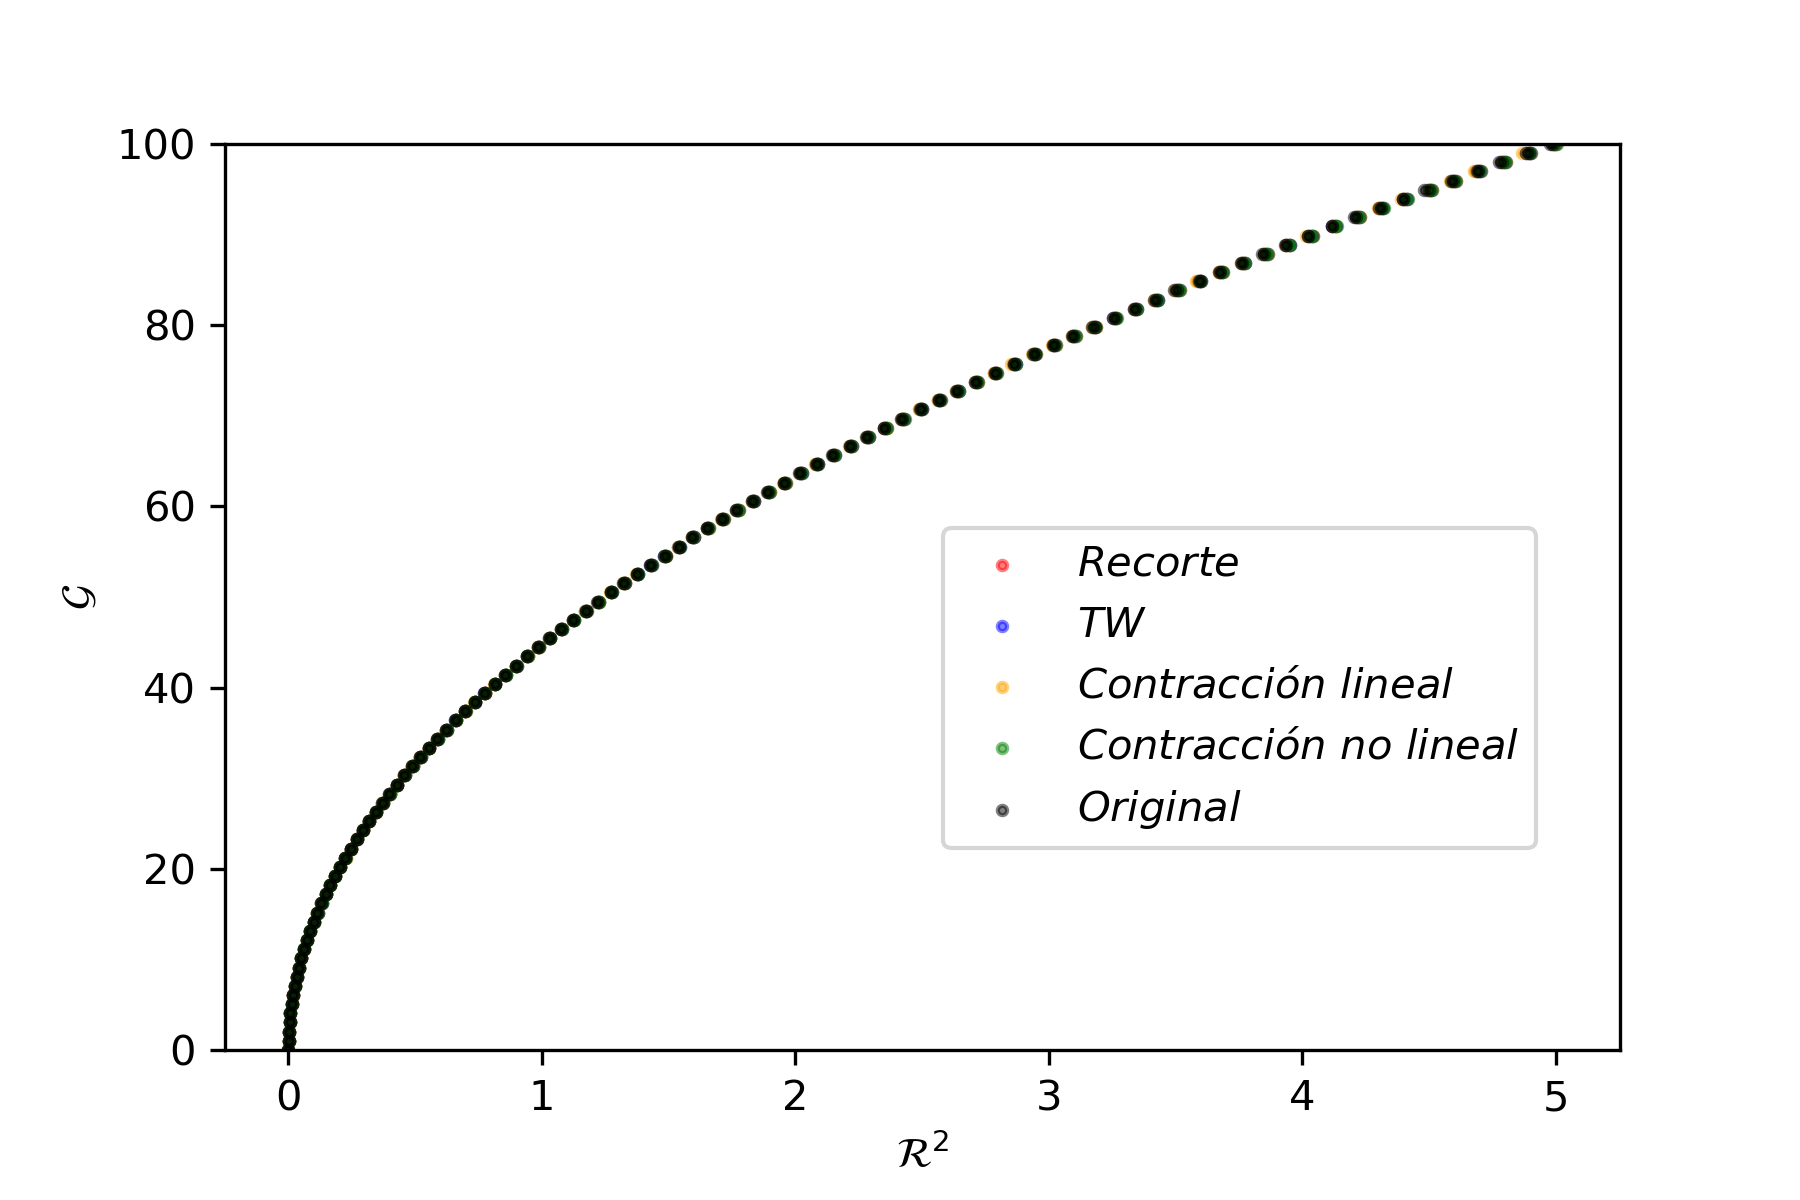 100
80
60
40
20
0
𝒢
Recorte
TW
Contracción lineal
Contracción no lineal
Original
0 1 2 3 4 5
ℛ²